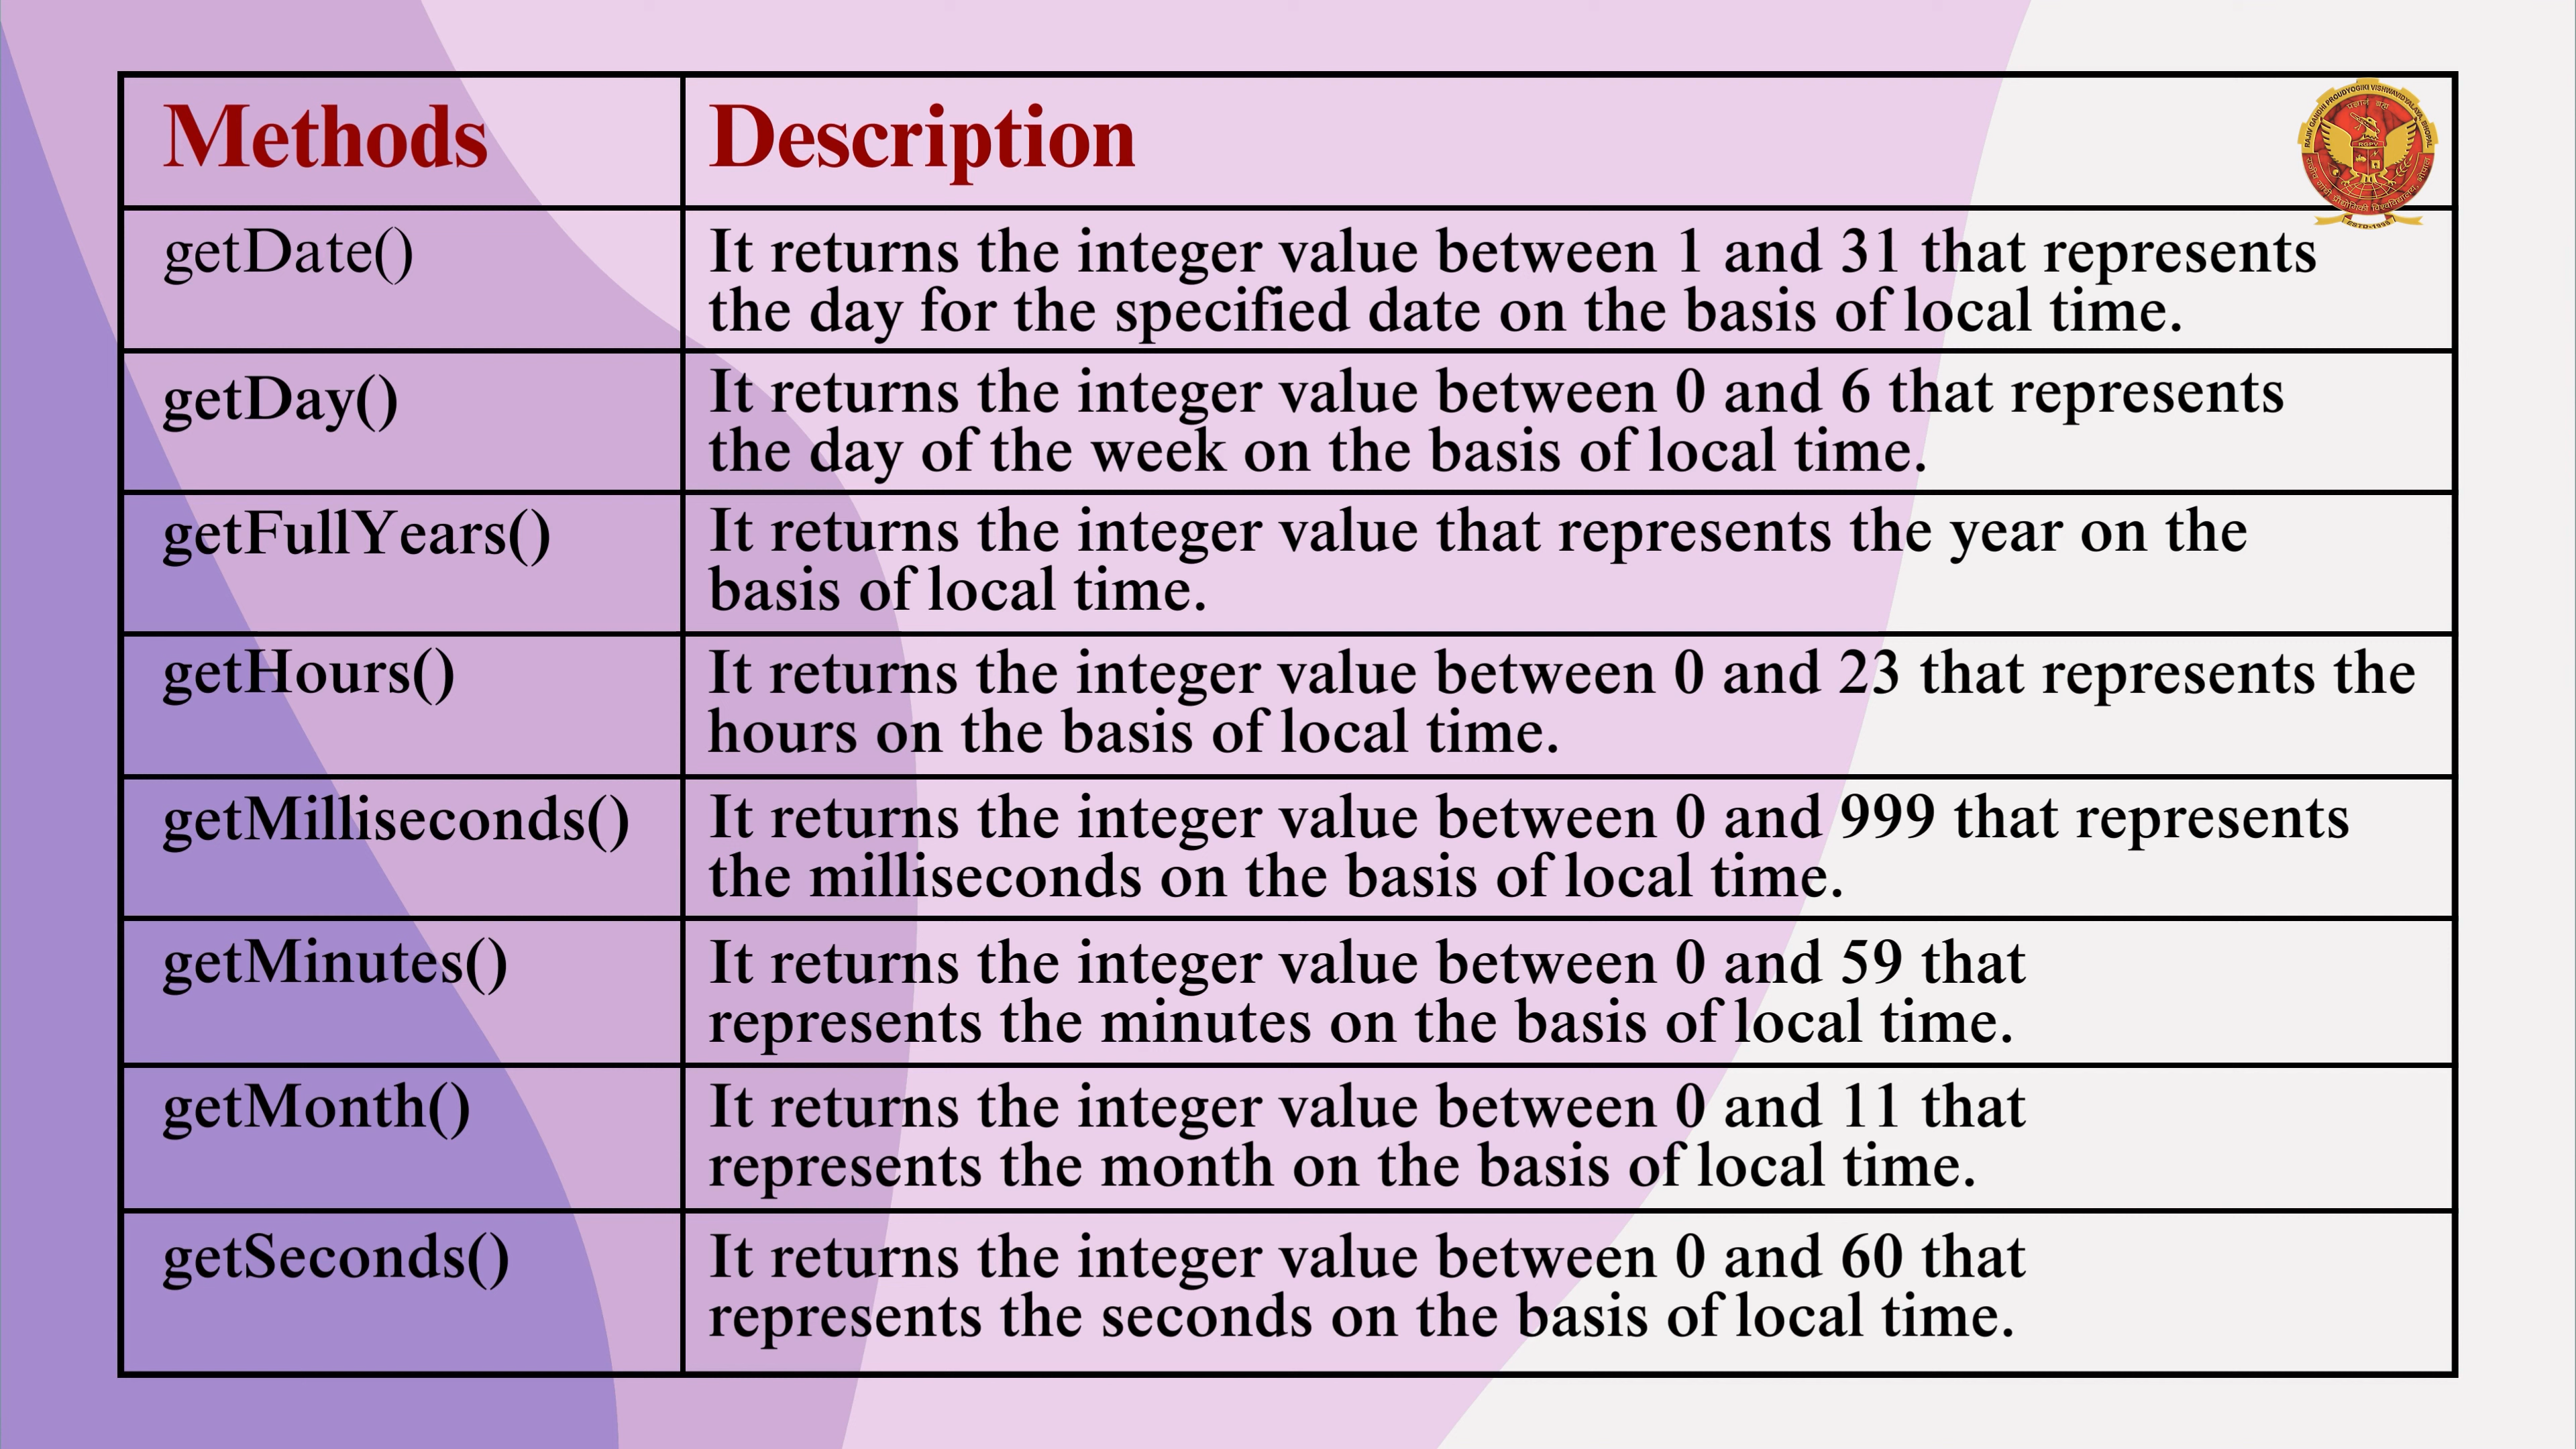 Methods
Description
getDate()
It returns the integer value between 1 and 31 that represents
the day for the specified date on the basis of local time.
getDay()
It returns the integer value between 0 and 6 that represents
the day of the week on the basis of local time.
getFullYears()
It returns the integer value that represents the year on the
basis of local time.
getHours()
It returns the integer value between 0 and 23 that represents the
hours on the basis of local time.
getMilliseconds()
It returns the integer value between 0 and 999 that represents
the milliseconds on the basis of local time.
getMinutes()
It returns the integer value between 0 and 59 that
represents the minutes on the basis of local time.
getMonth()
It returns the integer value between 0 and 11 that
represents the month on the basis of local time.
getSeconds()
It returns the integer value between 0 and 60 that
represents the seconds on the basis of local time.
RAJIV GANDHI PROUDYOGIKI VISHWAVIDYALAYA, BHOPAL
RGPV